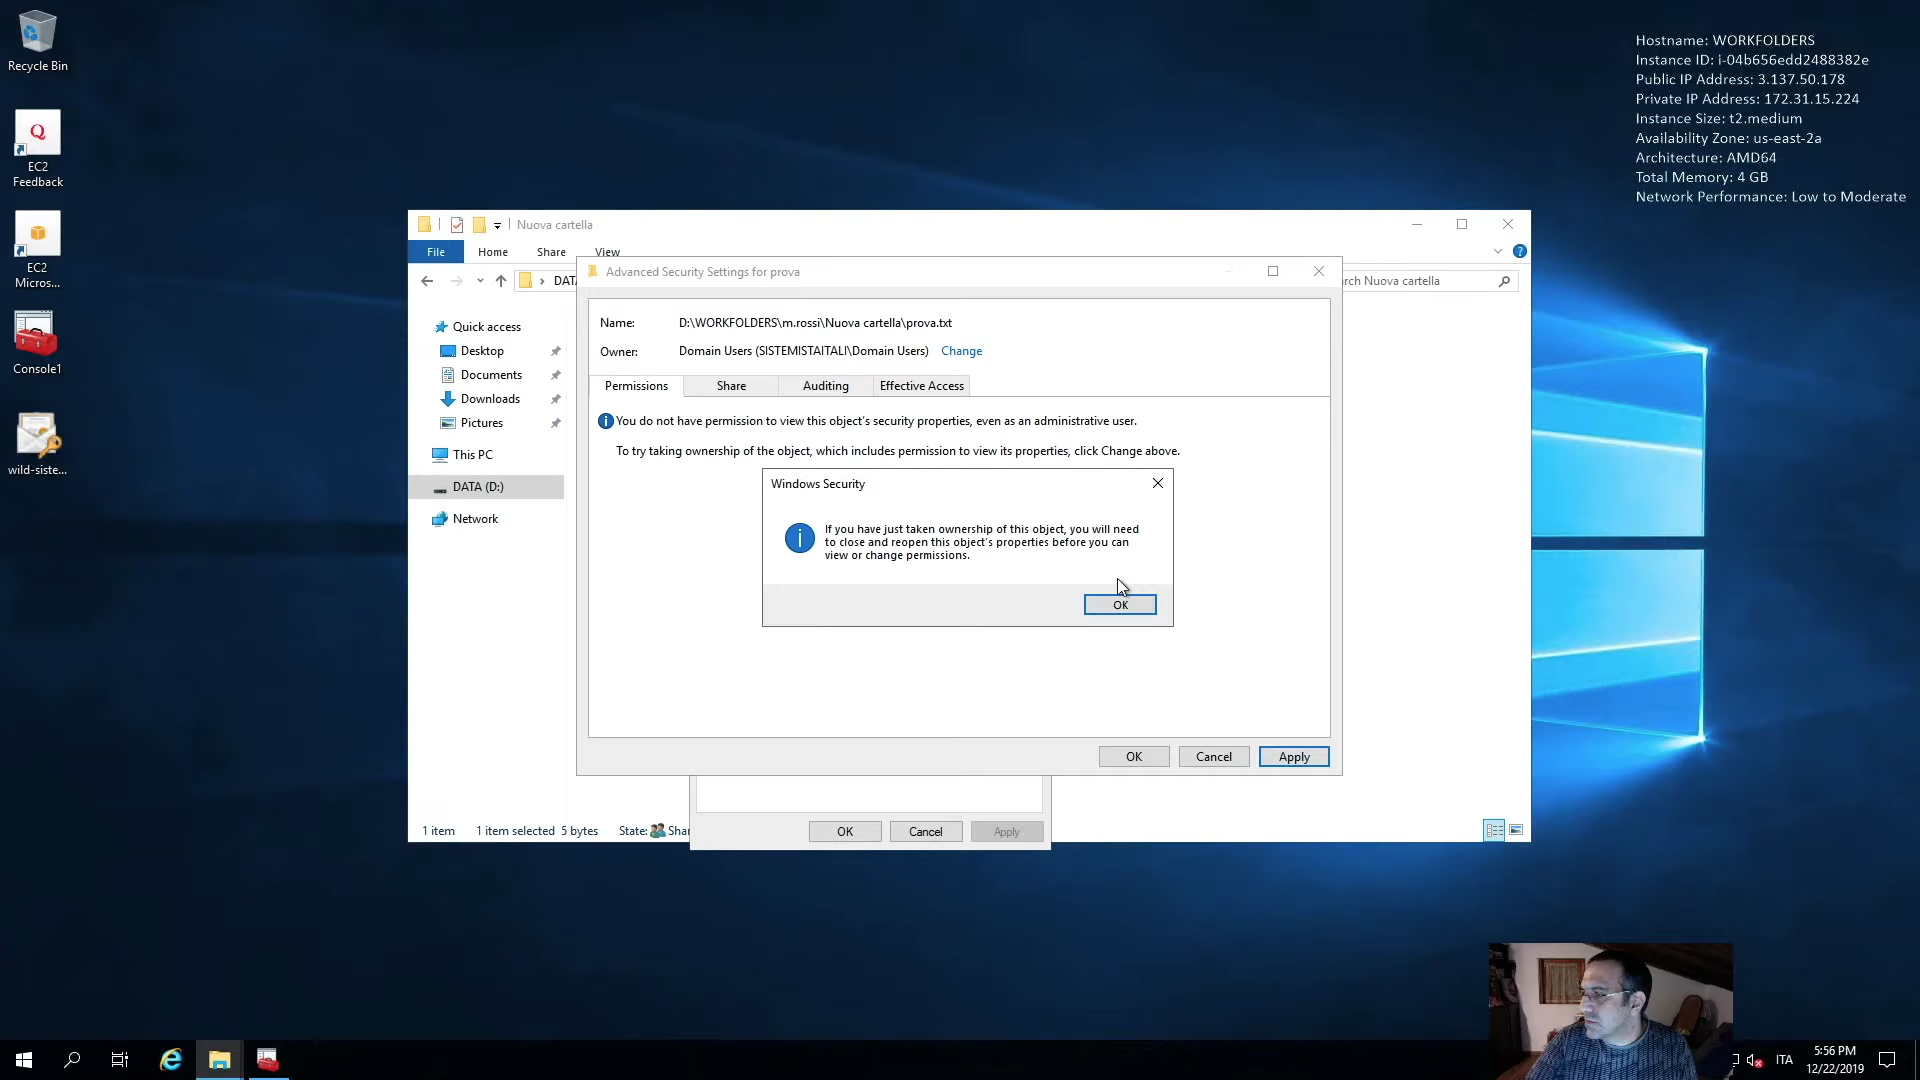 Recycle Bin
EC2
Feedback
EC2
Micros...
Console1
wild-siste...
Hostname: WORKFOLDERS
Instance ID: i-04b656edd2488382e
Public IP Address: 3.137.50.178
Private IP Address: 172.31.15.224
Instance Size: t2.medium
Availability Zone: us-east-2a
Architecture: AMD64
Total Memory: 4 GB
Network Performance: Low to Moderate
Nuova cartella
File Home Share View
DATA
rch Nuova cartella
Quick access
Desktop
Documents
Downloads
Pictures
This PC
DATA (D:)
Network
Advanced Security Settings for prova
Name: D:\WORKFOLDERS\m.rossi\Nuova cartella\prova.txt
Owner: Domain Users (SISTEMISTAITALI\Domain Users) Change
Permissions Share Auditing Effective Access
You do not have permission to view this object's security properties, even as an administrative user.
To try taking ownership of the object, which includes permission to view its properties, click Change above.
Windows Security
If you have just taken ownership of this object, you will need
to close and reopen this object's properties before you can
view or change permissions.
OK
OK Cancel Apply
1 item 1 item selected 5 bytes State: Shar
OK Cancel Apply
ITA
5:56 PM
12/22/2019